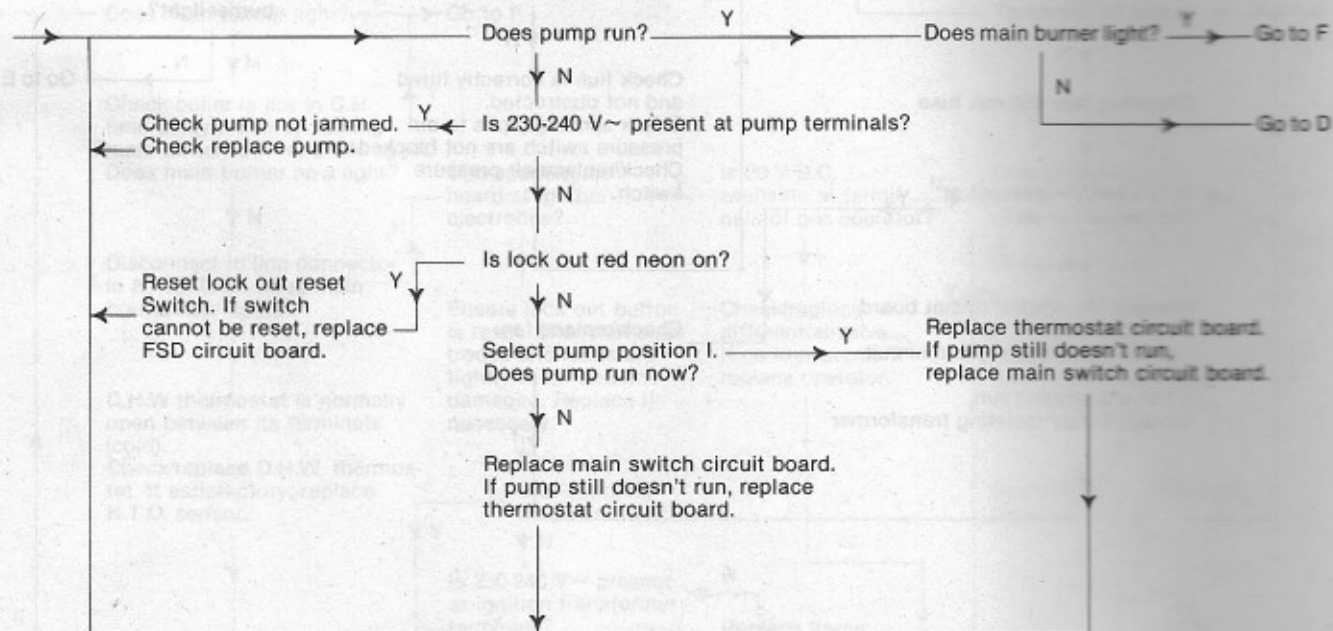 Does pump run?
Y
Does main burner light?
Y
Go to F
N
N
Go to D
Check pump not jammed.
Check replace pump.
Y
Is 230-240 V~ present at pump terminals?
N
Is lock out red neon on?
Y
Reset lock out reset
Switch. If switch
cannot be reset, replace
FSD circuit board.
N
Select pump position I.
Does pump run now?
Y
Replace thermostat circuit board.
If pump still doesn't run,
replace main switch circuit board.
N
Replace main switch circuit board.
If pump still doesn't run, replace
thermostat circuit board.